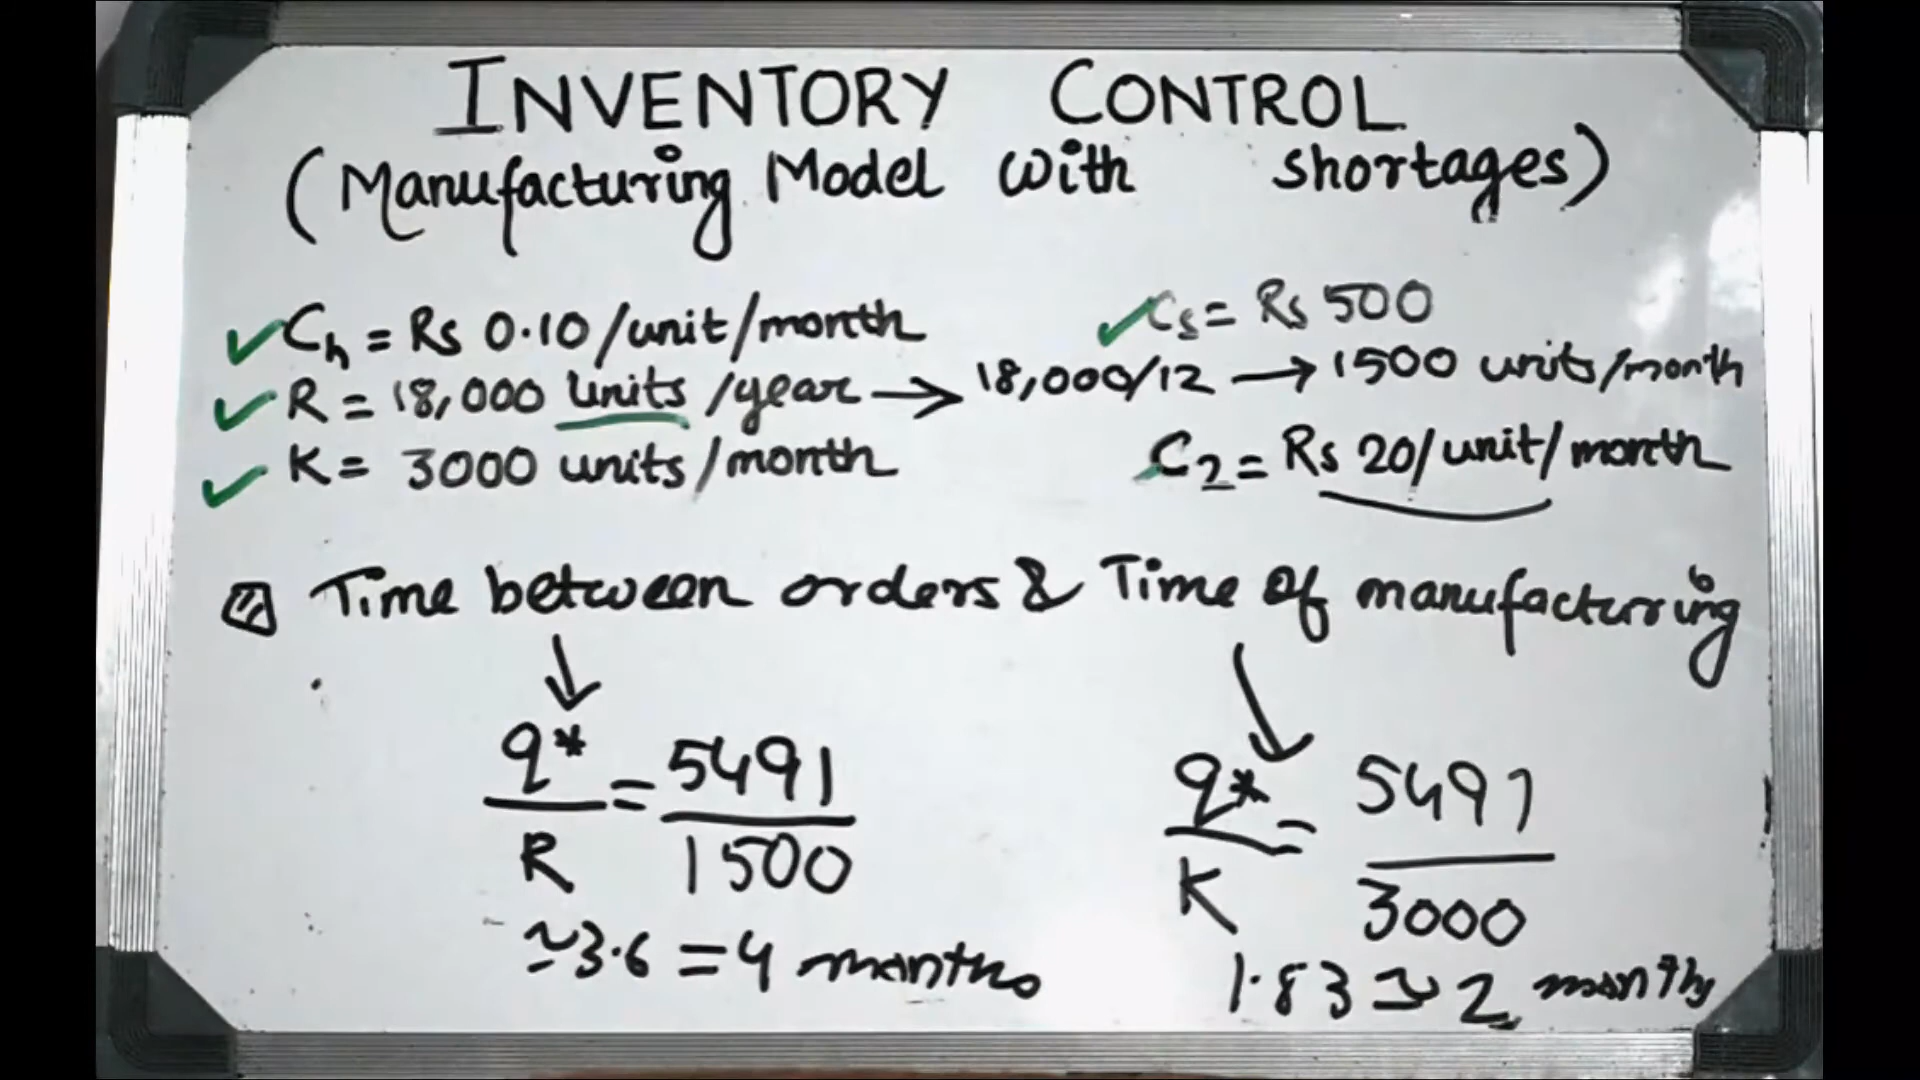 INVENTORY CONTROL
(Manufacturing Model with shortages)
Ch = Rs 0.10/unit/month
Cs = Rs 500
R = 18,000 units/year → 18,000/12 → 1500 units/month
K = 3000 units/month
C2 = Rs 20/unit/month
Time between orders & Time of manufacturing
q*/R = 5491/1500
q*/K = 5491/3000
≃3.6 = 4 months
1.83 ≃ 2 months